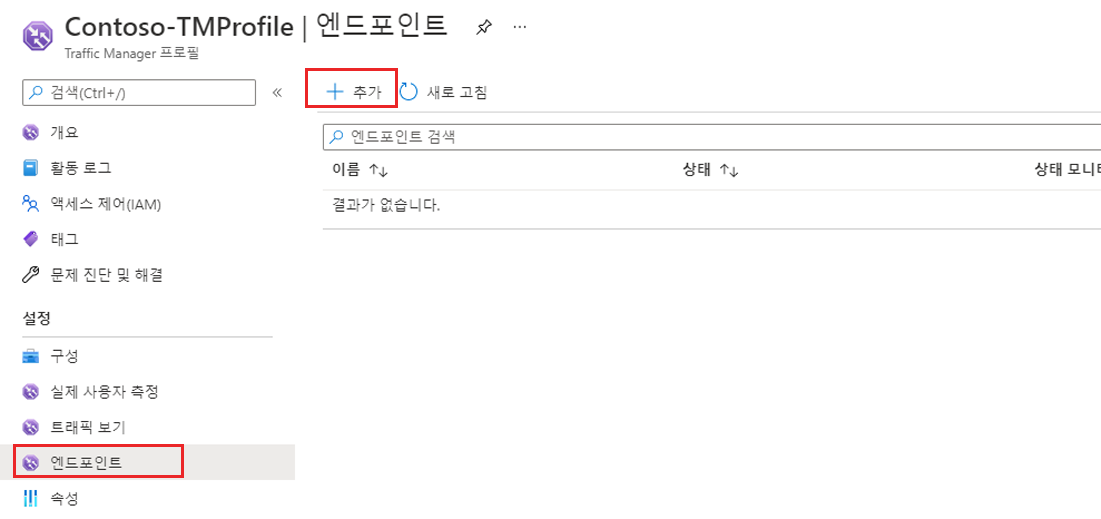 Contoso-TMProfile | 엔드포인트 ···
Traffic Manager 프로필
검색(Ctrl+/) «
추가 새로 고침
개요
활동 로그
액세스 제어(IAM)
태그
문제 진단 및 해결
설정
구성
실제 사용자 측정
트래픽 보기
엔드포인트
속성
엔드포인트 검색
이름 ↑↓ 상태 ↑↓ 상태 모니터
결과가 없습니다.